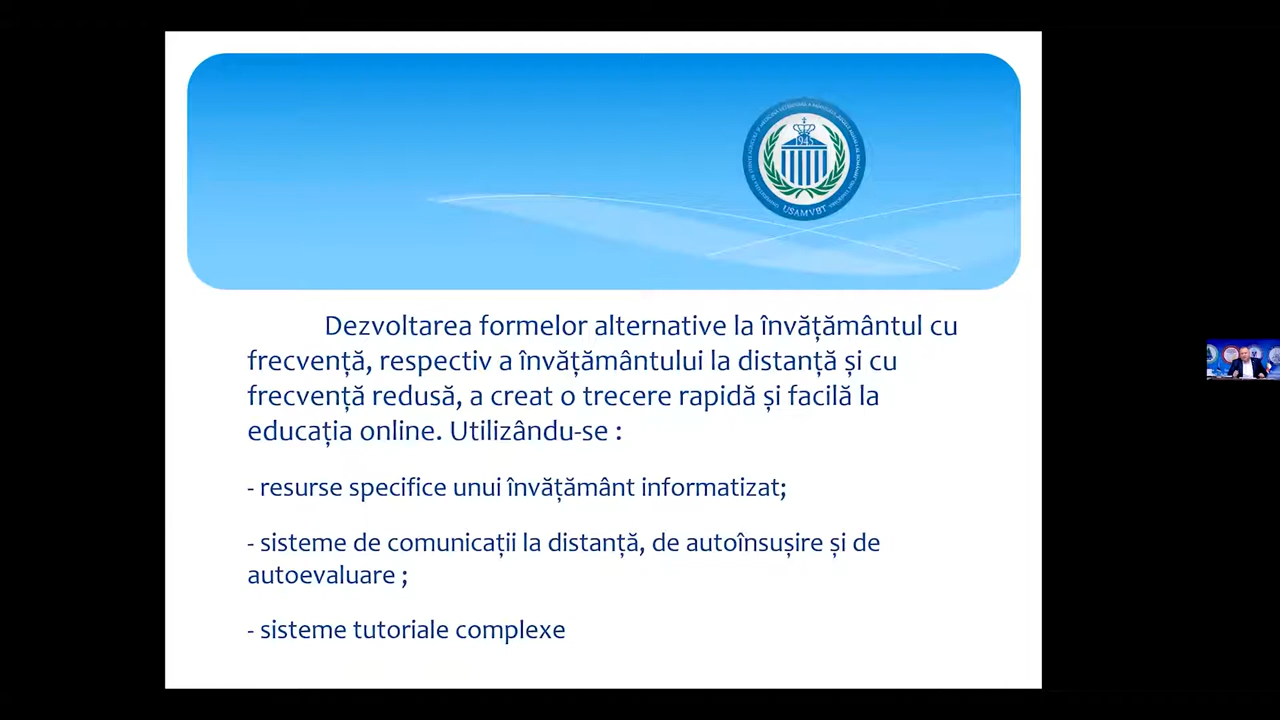 1945
USAMVBT
Dezvoltarea formelor alternative la învățământul cu
frecvență, respectiv a învățământului la distanță și cu
frecvență redusă, a creat o trecere rapidă și facilă la
educația online. Utilizându-se :
- resurse specifice unui învățământ informatizat;
- sisteme de comunicații la distanță, de autoînsușire și de
autoevaluare ;
- sisteme tutoriale complexe